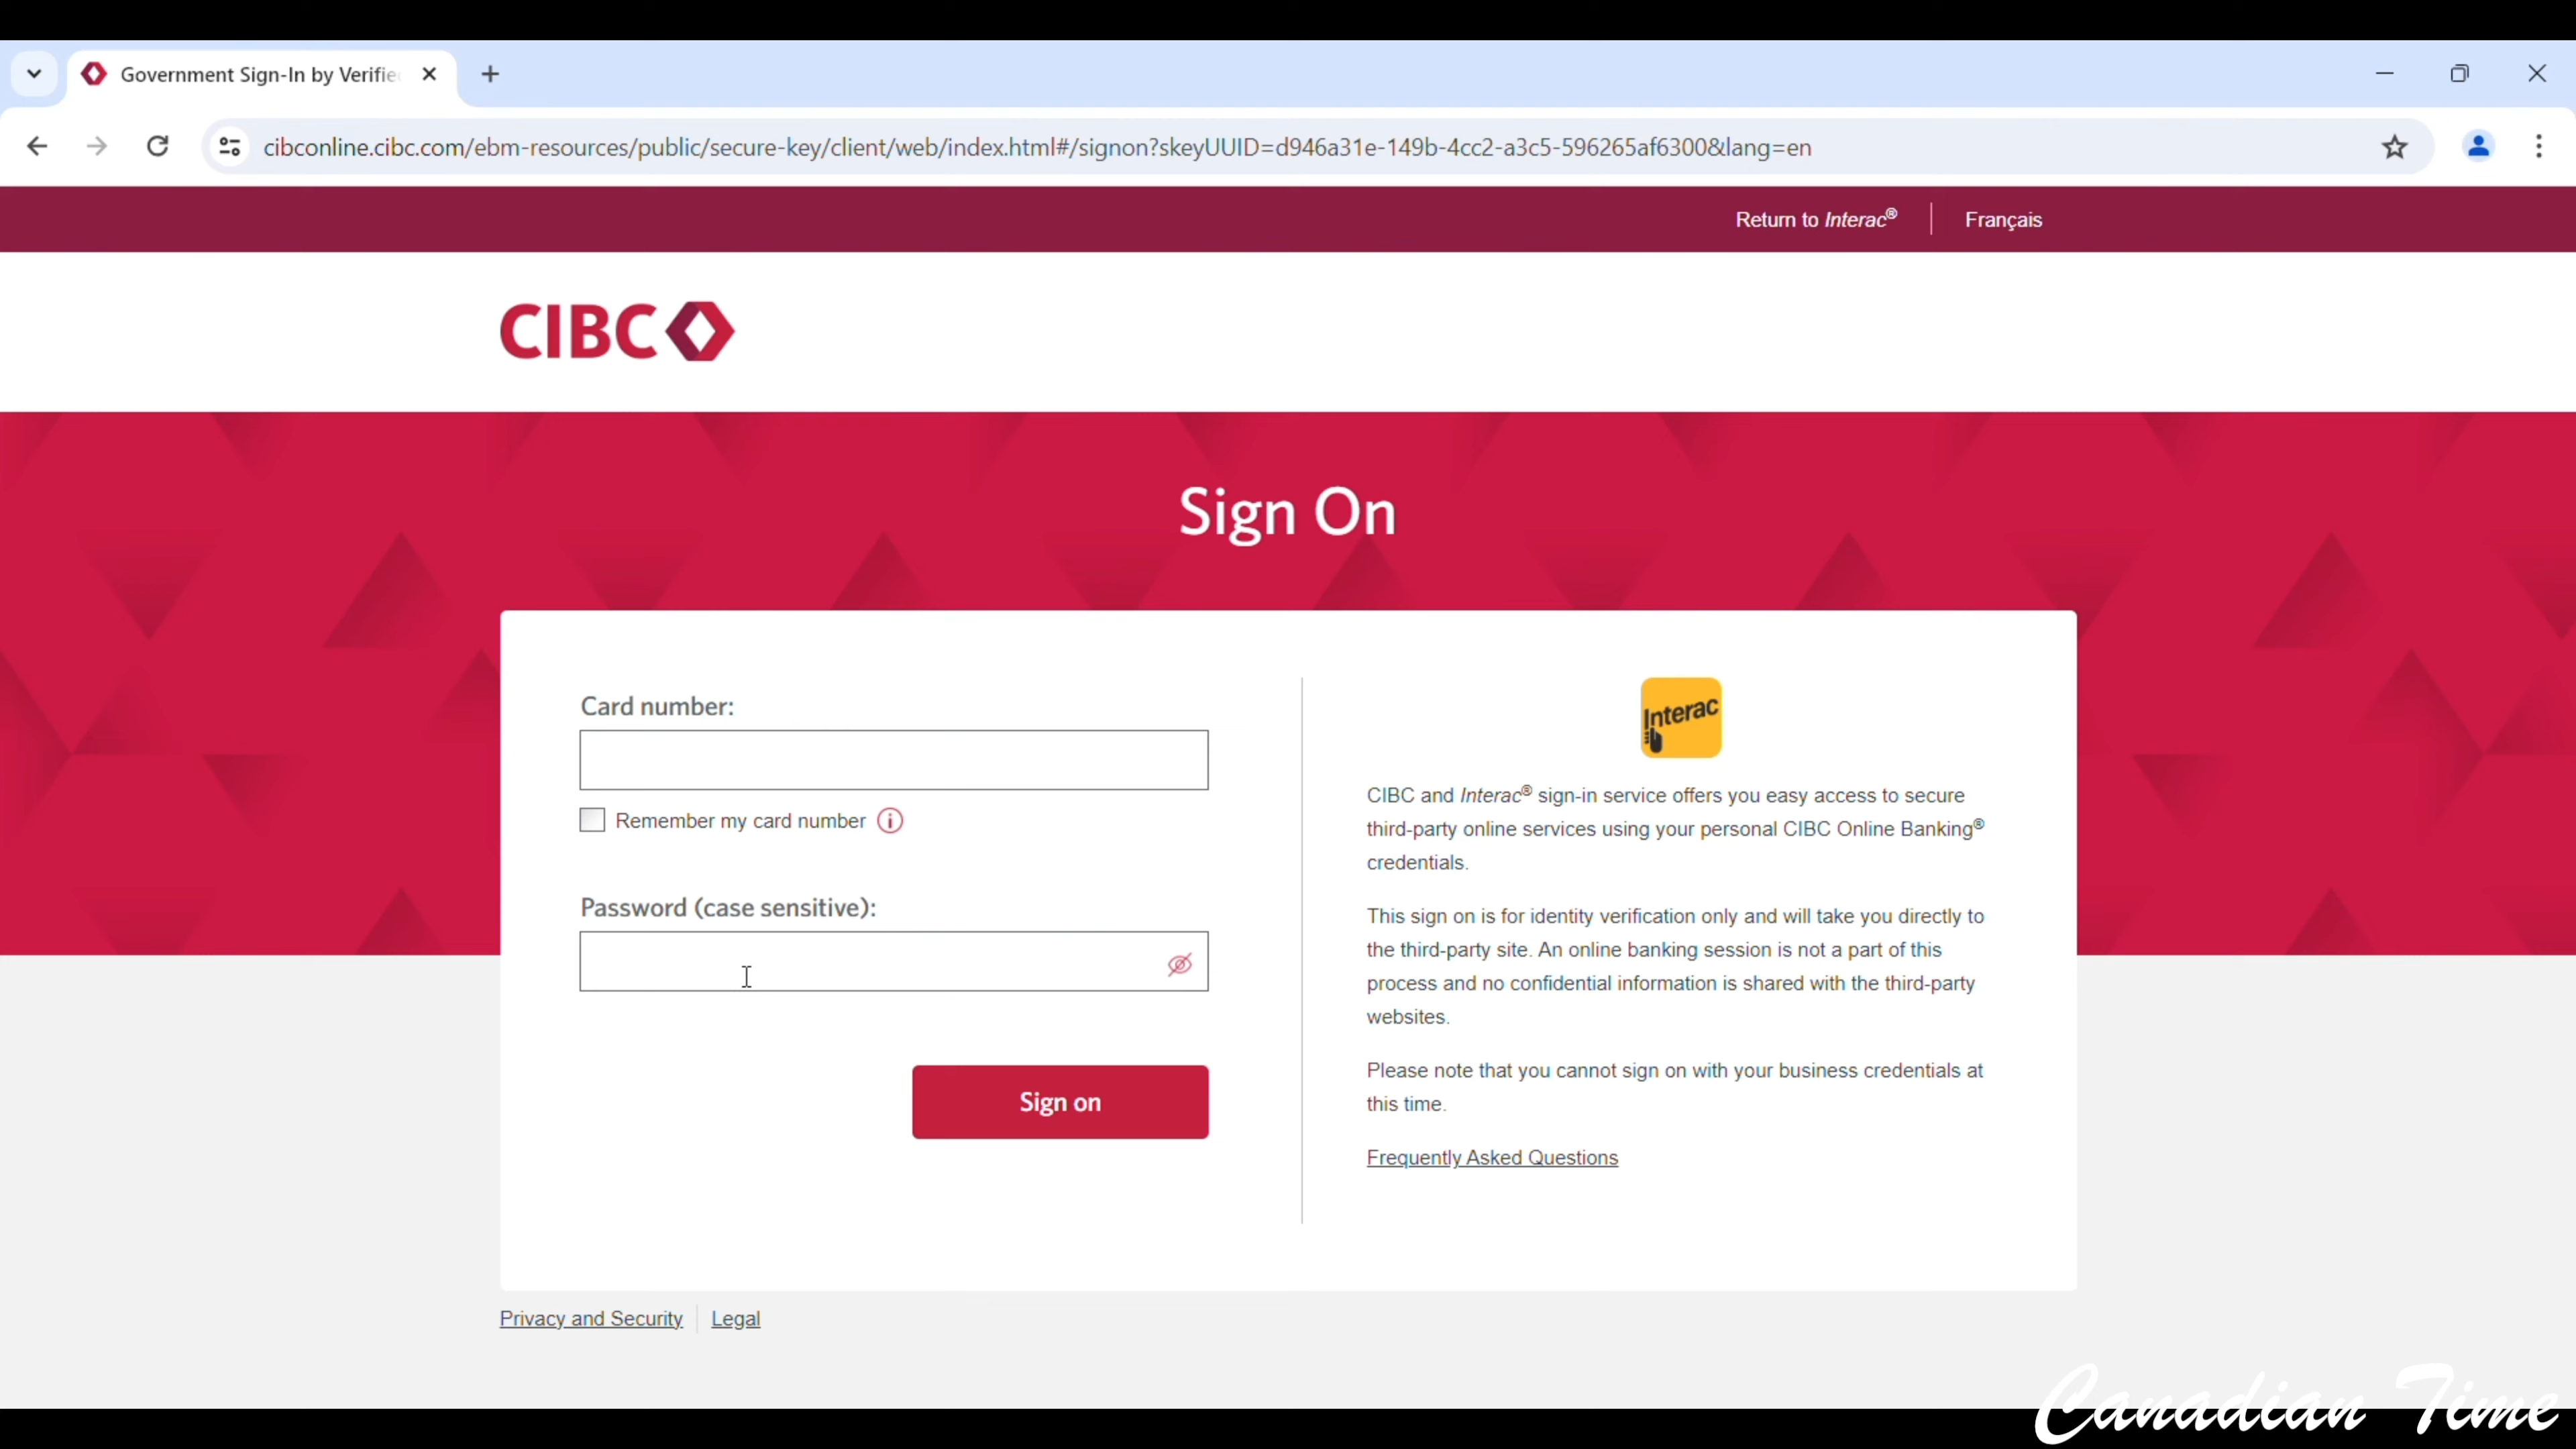 Government Sign-In by Verifie
cibconline.cibc.com/ebm-resources/public/secure-key/client/web/index.html#/signon?skeyUUID=d946a31e-149b-4cc2-a3c5-596265af6300&lang=en
Return to Interac® Français
CIBC
Sign On
Card number:
Remember my card number
Password (case sensitive):
Sign on
Interac
CIBC and Interac® sign-in service offers you easy access to secure
third-party online services using your personal CIBC Online Banking®
credentials.
This sign on is for identity verification only and will take you directly to
the third-party site. An online banking session is not a part of this
process and no confidential information is shared with the third-party
websites.
Please note that you cannot sign on with your business credentials at
this time.
Frequently Asked Questions
Privacy and Security Legal
Canadian Time